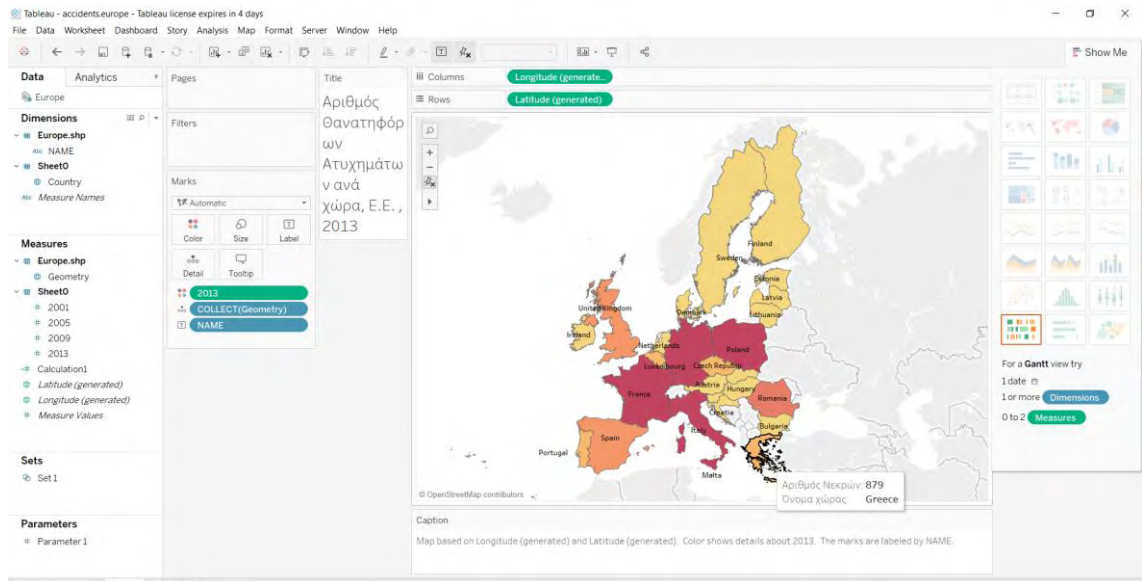 Tableau - accidents.europe - Tableau license expires in 4 days
File Data Worksheet Dashboard Story Analysis Map Format Server Window Help
Show Me
Data Analytics
Europe
Dimensions
Europe.shp
Abc NAME
Sheet0
Country
Abc Measure Names
Measures
Europe.shp
Geometry
Sheet0
# 2001
# 2005
# 2009
# 2013
Calculation1
Latitude (generated)
Longitude (generated)
# Measure Values
Sets
Set 1
Parameters
# Parameter 1
Pages
Filters
Marks
Automatic
Color Size Label
Detail Tooltip
2013
COLLECT(Geometry)
NAME
Title
Αριθμός
Θανατηφόρ
ων
Ατυχημάτω
ν ανά
χώρα, Ε.Ε. ,
2013
Columns Longitude (generate..
Rows Latitude (generated)
Finland
Sweden
Estonia
Latvia
Lithuania
Denmark
United Kingdom
Ireland
Netherlands
Poland
Luxembourg
Czech Republic
Austria
Hungary
France
Romania
Croatia
Bulgaria
Italy
Spain
Portugal
Malta
Αριθμός Νεκρών: 879
Όνομα χώρας: Greece
© OpenStreetMap contributors
Caption
Map based on Longitude (generated) and Latitude (generated). Color shows details about 2013. The marks are labeled by NAME.
For a Gantt view try
1 date
1 or more Dimensions
0 to 2 Measures